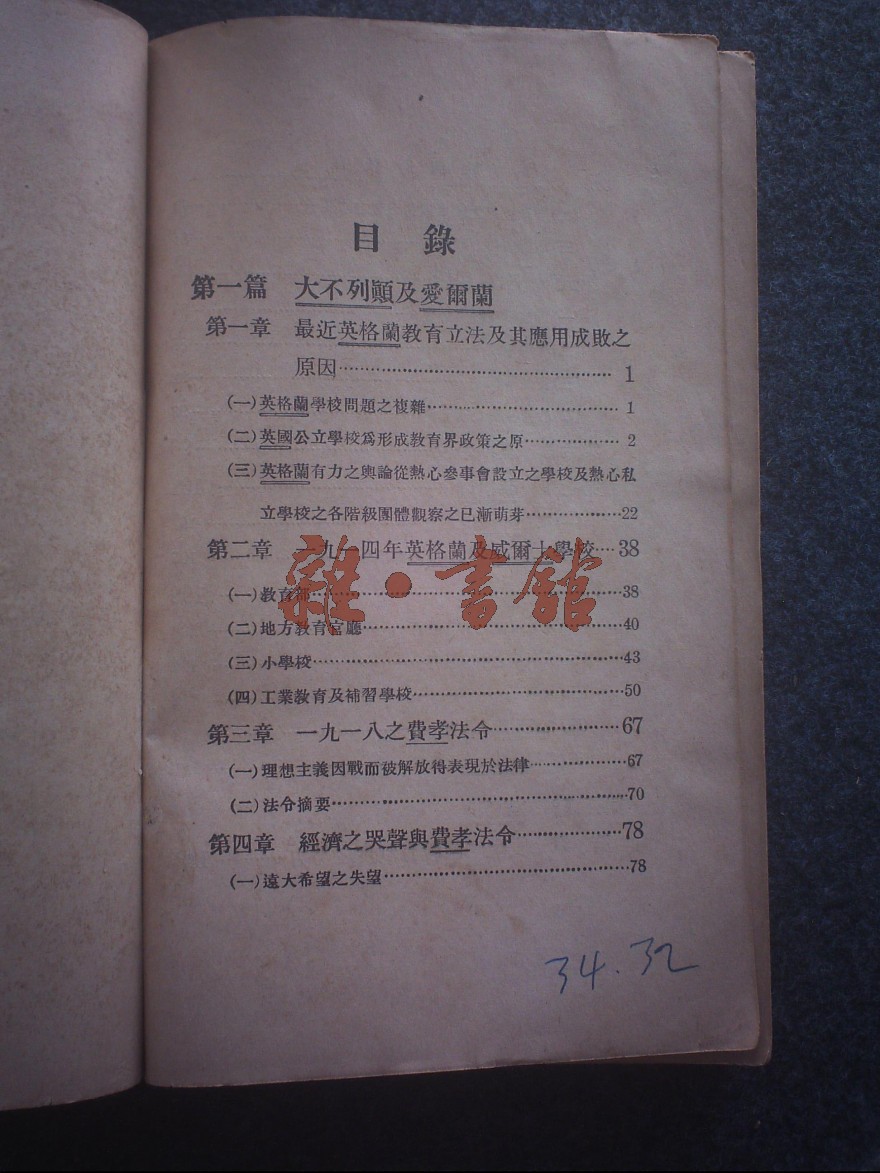 目錄
第一篇 大不列顚及愛爾蘭
第一章 最近英格蘭教育立法及其應用成敗之
原因 1
(一)英格蘭學校問題之複雜 1
(二)英國公立學校爲形成教育界政策之原 2
(三)英格蘭有力之輿論從熱心參事會設立之學校及熱心私
立學校之各階級團體觀察之已漸萌芽 22
第二章 一九一四年英格蘭及威爾士學校 38
(一)教育部 38
(二)地方教育官廳 40
(三)小學校 43
(四)工業敎育及補習學校 50
第三章 一九一八之費孝法令 67
(一)理想主義因戰而被解放得表現於法律 67
(二)法令摘要 70
第四章 經濟之哭聲與費孝法令 78
(一)遠大希望之失望 78
34.32
雜·書館